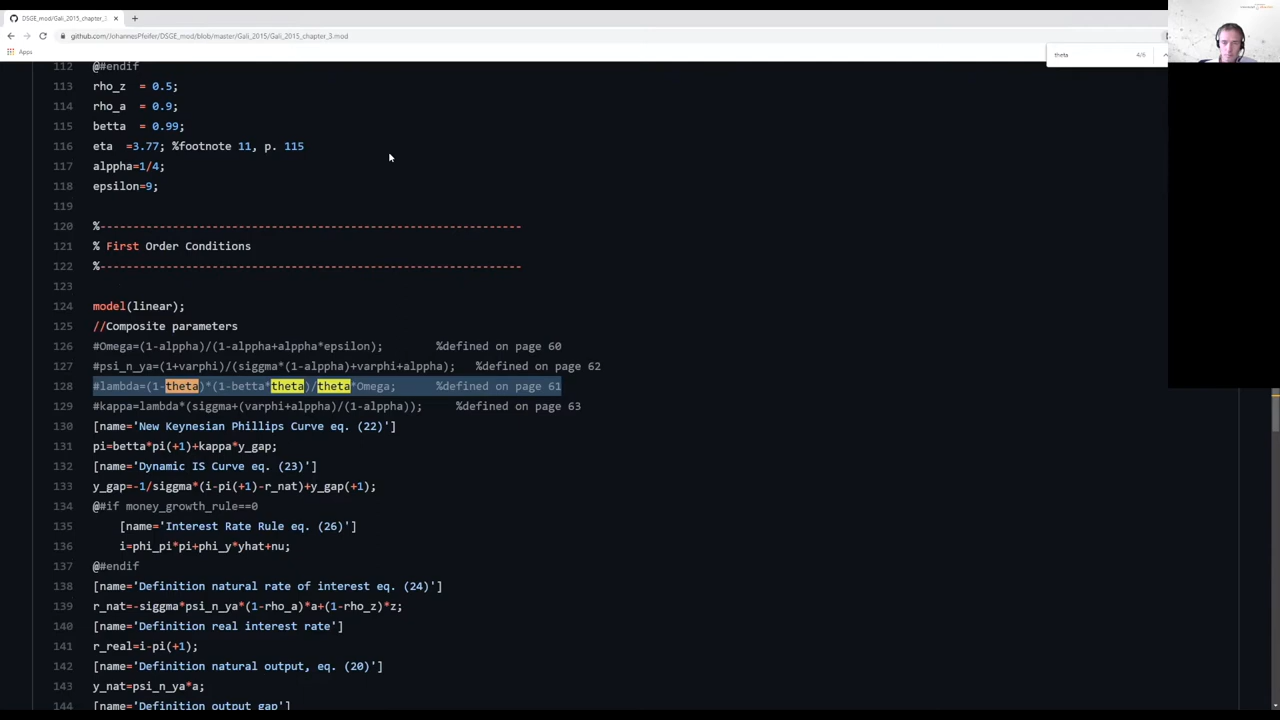 DSGE_mod/Gali_2015_chapter_3.
github.com/JohannesPfeifer/DSGE_mod/blob/master/Gali_2015/Gali_2015_chapter_3.mod
Apps
theta 4/6
112 @#endif
113 rho_z  = 0.5;
114 rho_a  = 0.9;
115 betta  = 0.99;
116 eta  =3.77; %footnote 11, p. 115
117 alppha=1/4;
118 epsilon=9;
119
120 %----------------------------------------------------------------
121 % First Order Conditions
122 %----------------------------------------------------------------
123
124 model(linear);
125 //Composite parameters
126 #Omega=(1-alppha)/(1-alppha+alppha*epsilon);        %defined on page 60
127 #psi_n_ya=(1+varphi)/(siggma*(1-alppha)+varphi+alppha);   %defined on page 62
128 #lambda=(1-theta)*(1-betta*theta)/theta*Omega;      %defined on page 61
129 #kappa=lambda*(siggma+(varphi+alppha)/(1-alppha));     %defined on page 63
130 [name='New Keynesian Phillips Curve eq. (22)']
131 pi=betta*pi(+1)+kappa*y_gap;
132 [name='Dynamic IS Curve eq. (23)']
133 y_gap=-1/siggma*(i-pi(+1)-r_nat)+y_gap(+1);
134 @#if money_growth_rule==0
135     [name='Interest Rate Rule eq. (26)']
136     i=phi_pi*pi+phi_y*yhat+nu;
137 @#endif
138 [name='Definition natural rate of interest eq. (24)']
139 r_nat=-siggma*psi_n_ya*(1-rho_a)*a+(1-rho_z)*z;
140 [name='Definition real interest rate']
141 r_real=i-pi(+1);
142 [name='Definition natural output, eq. (20)']
143 y_nat=psi_n_ya*a;
144 [name='Definition output gap']